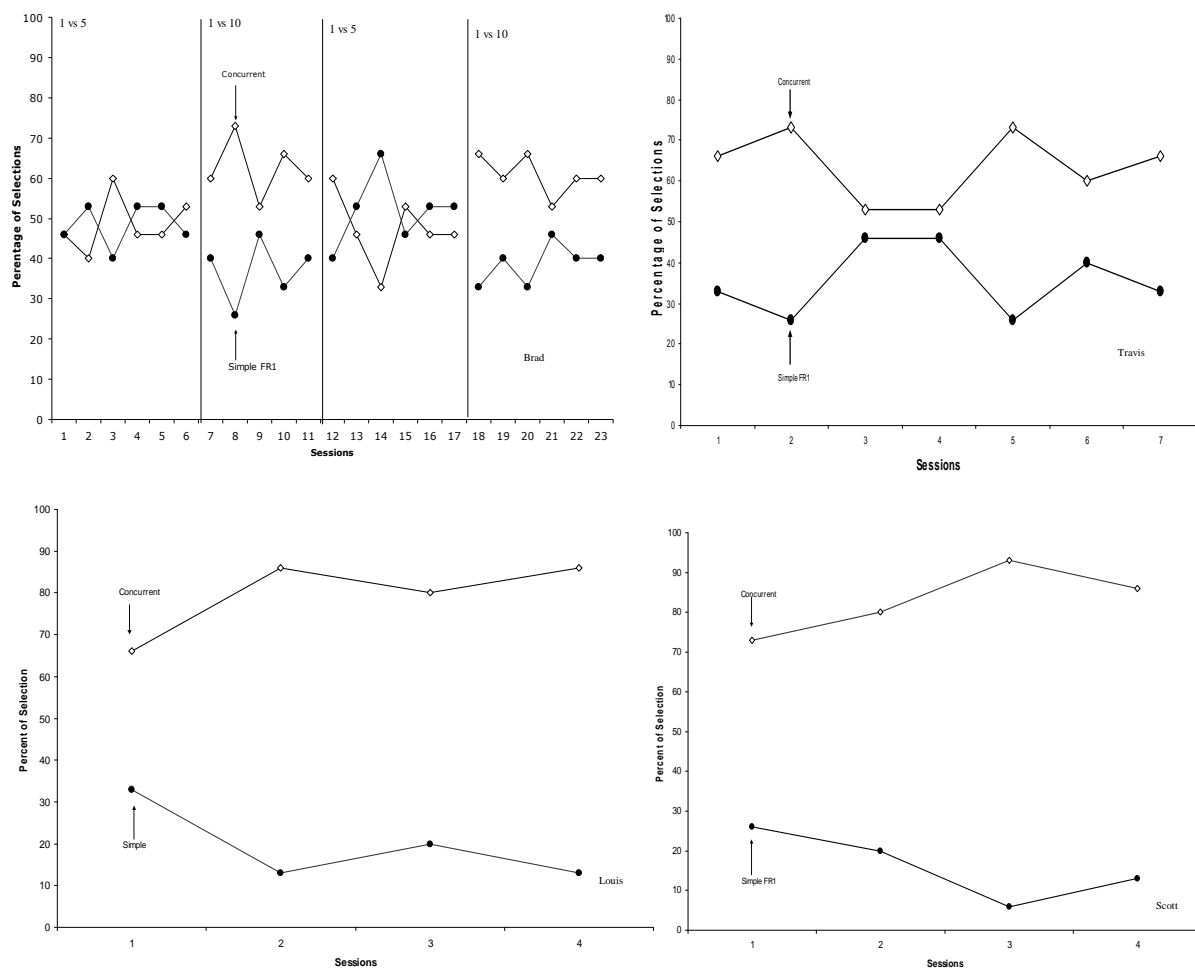 1 vs 5
1 vs 10
1 vs 5
1 vs 10
Concurrent
Simple FR1
Brad
Perentage of Selections
100
90
80
70
60
50
40
30
20
10
0
1 2 3 4 5 6 7 8 9 10 11 12 13 14 15 16 17 18 19 20 21 22 23
Sessions
Concurrent
Simple FR1
Travis
Percentage of Selections
100
90
80
70
60
50
40
30
20
10
0
1 2 3 4 5 6 7
Sessions
Concurrent
Simple
Louis
Percent of Selection
100
90
80
70
60
50
40
30
20
10
0
1 2 3 4
Sessions
Concurrent
Simple FR1
Scott
Percent of Selection
100
90
80
70
60
50
40
30
20
10
0
1 2 3 4
Sessions